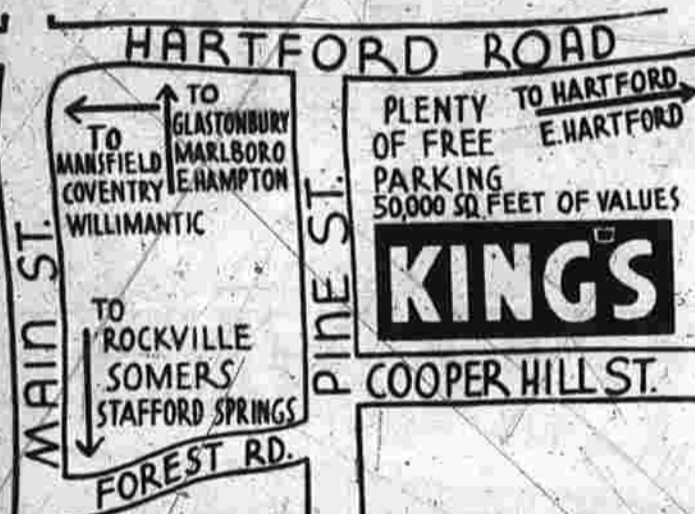 HARTFORD ROAD
TO
GLASTONBURY
MARLBORO
E.HAMPTON
TO
MANSFIELD
COVENTRY
WILLIMANTIC
TO
ROCKVILLE
SOMERS
STAFFORD SPRINGS
MAIN ST.
FOREST RD.
PINE ST.
PLENTY
OF FREE
PARKING
50,000 SQ. FEET OF VALUES
TO HARTFORD
E.HARTFORD
KING'S
COOPER HILL ST.